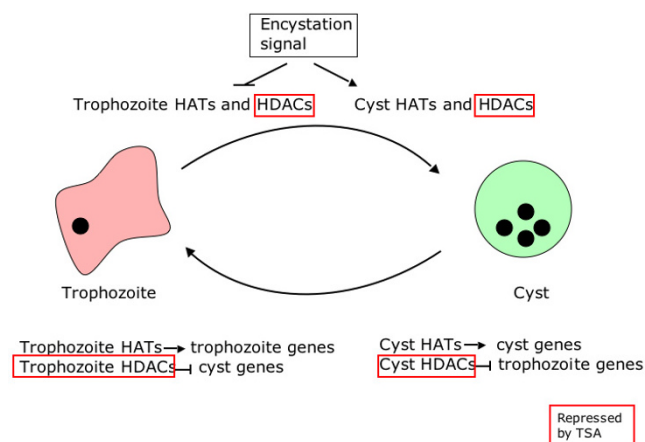 Encystation
signal
Trophozoite HATs and HDACs
Cyst HATs and HDACs
Trophozoite
Cyst
Trophozoite HATs trophozoite genes
Trophozoite HDACs cyst genes
Cyst HATs cyst genes
Cyst HDACs trophozoite genes
Repressed
by TSA